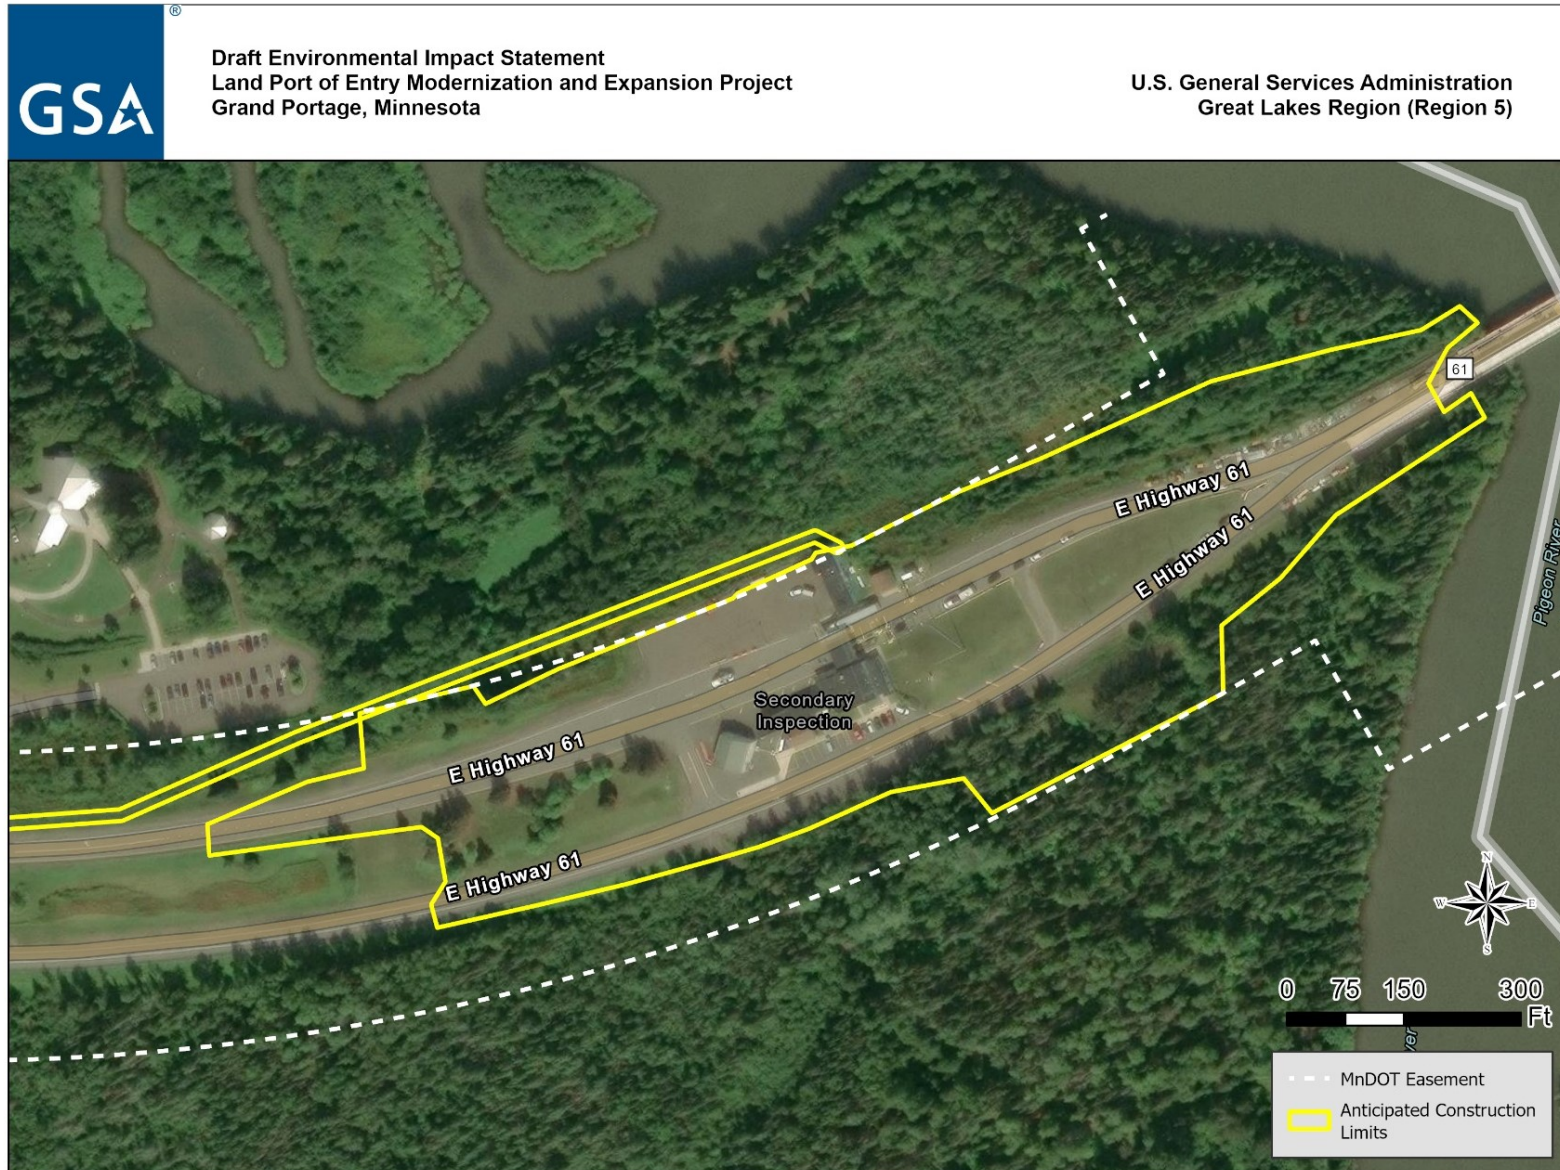 ®
GSA
Draft Environmental Impact Statement
Land Port of Entry Modernization and Expansion Project
Grand Portage, Minnesota
U.S. General Services Administration
Great Lakes Region (Region 5)
61
E Highway 61
E Highway 61
Pigeon River
Secondary
Inspection
E Highway 61
E Highway 61
N
W
E
S
0 75 150 300
Ft
ver
MnDOT Easement
Anticipated Construction
Limits